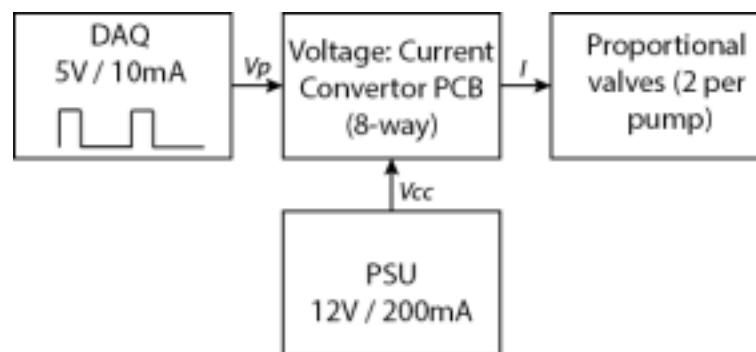 DAQ
5V / 10mA
Vp
Voltage: Current
Convertor PCB
(8-way)
I
Proportional
valves (2 per
pump)
Vcc
PSU
12V / 200mA